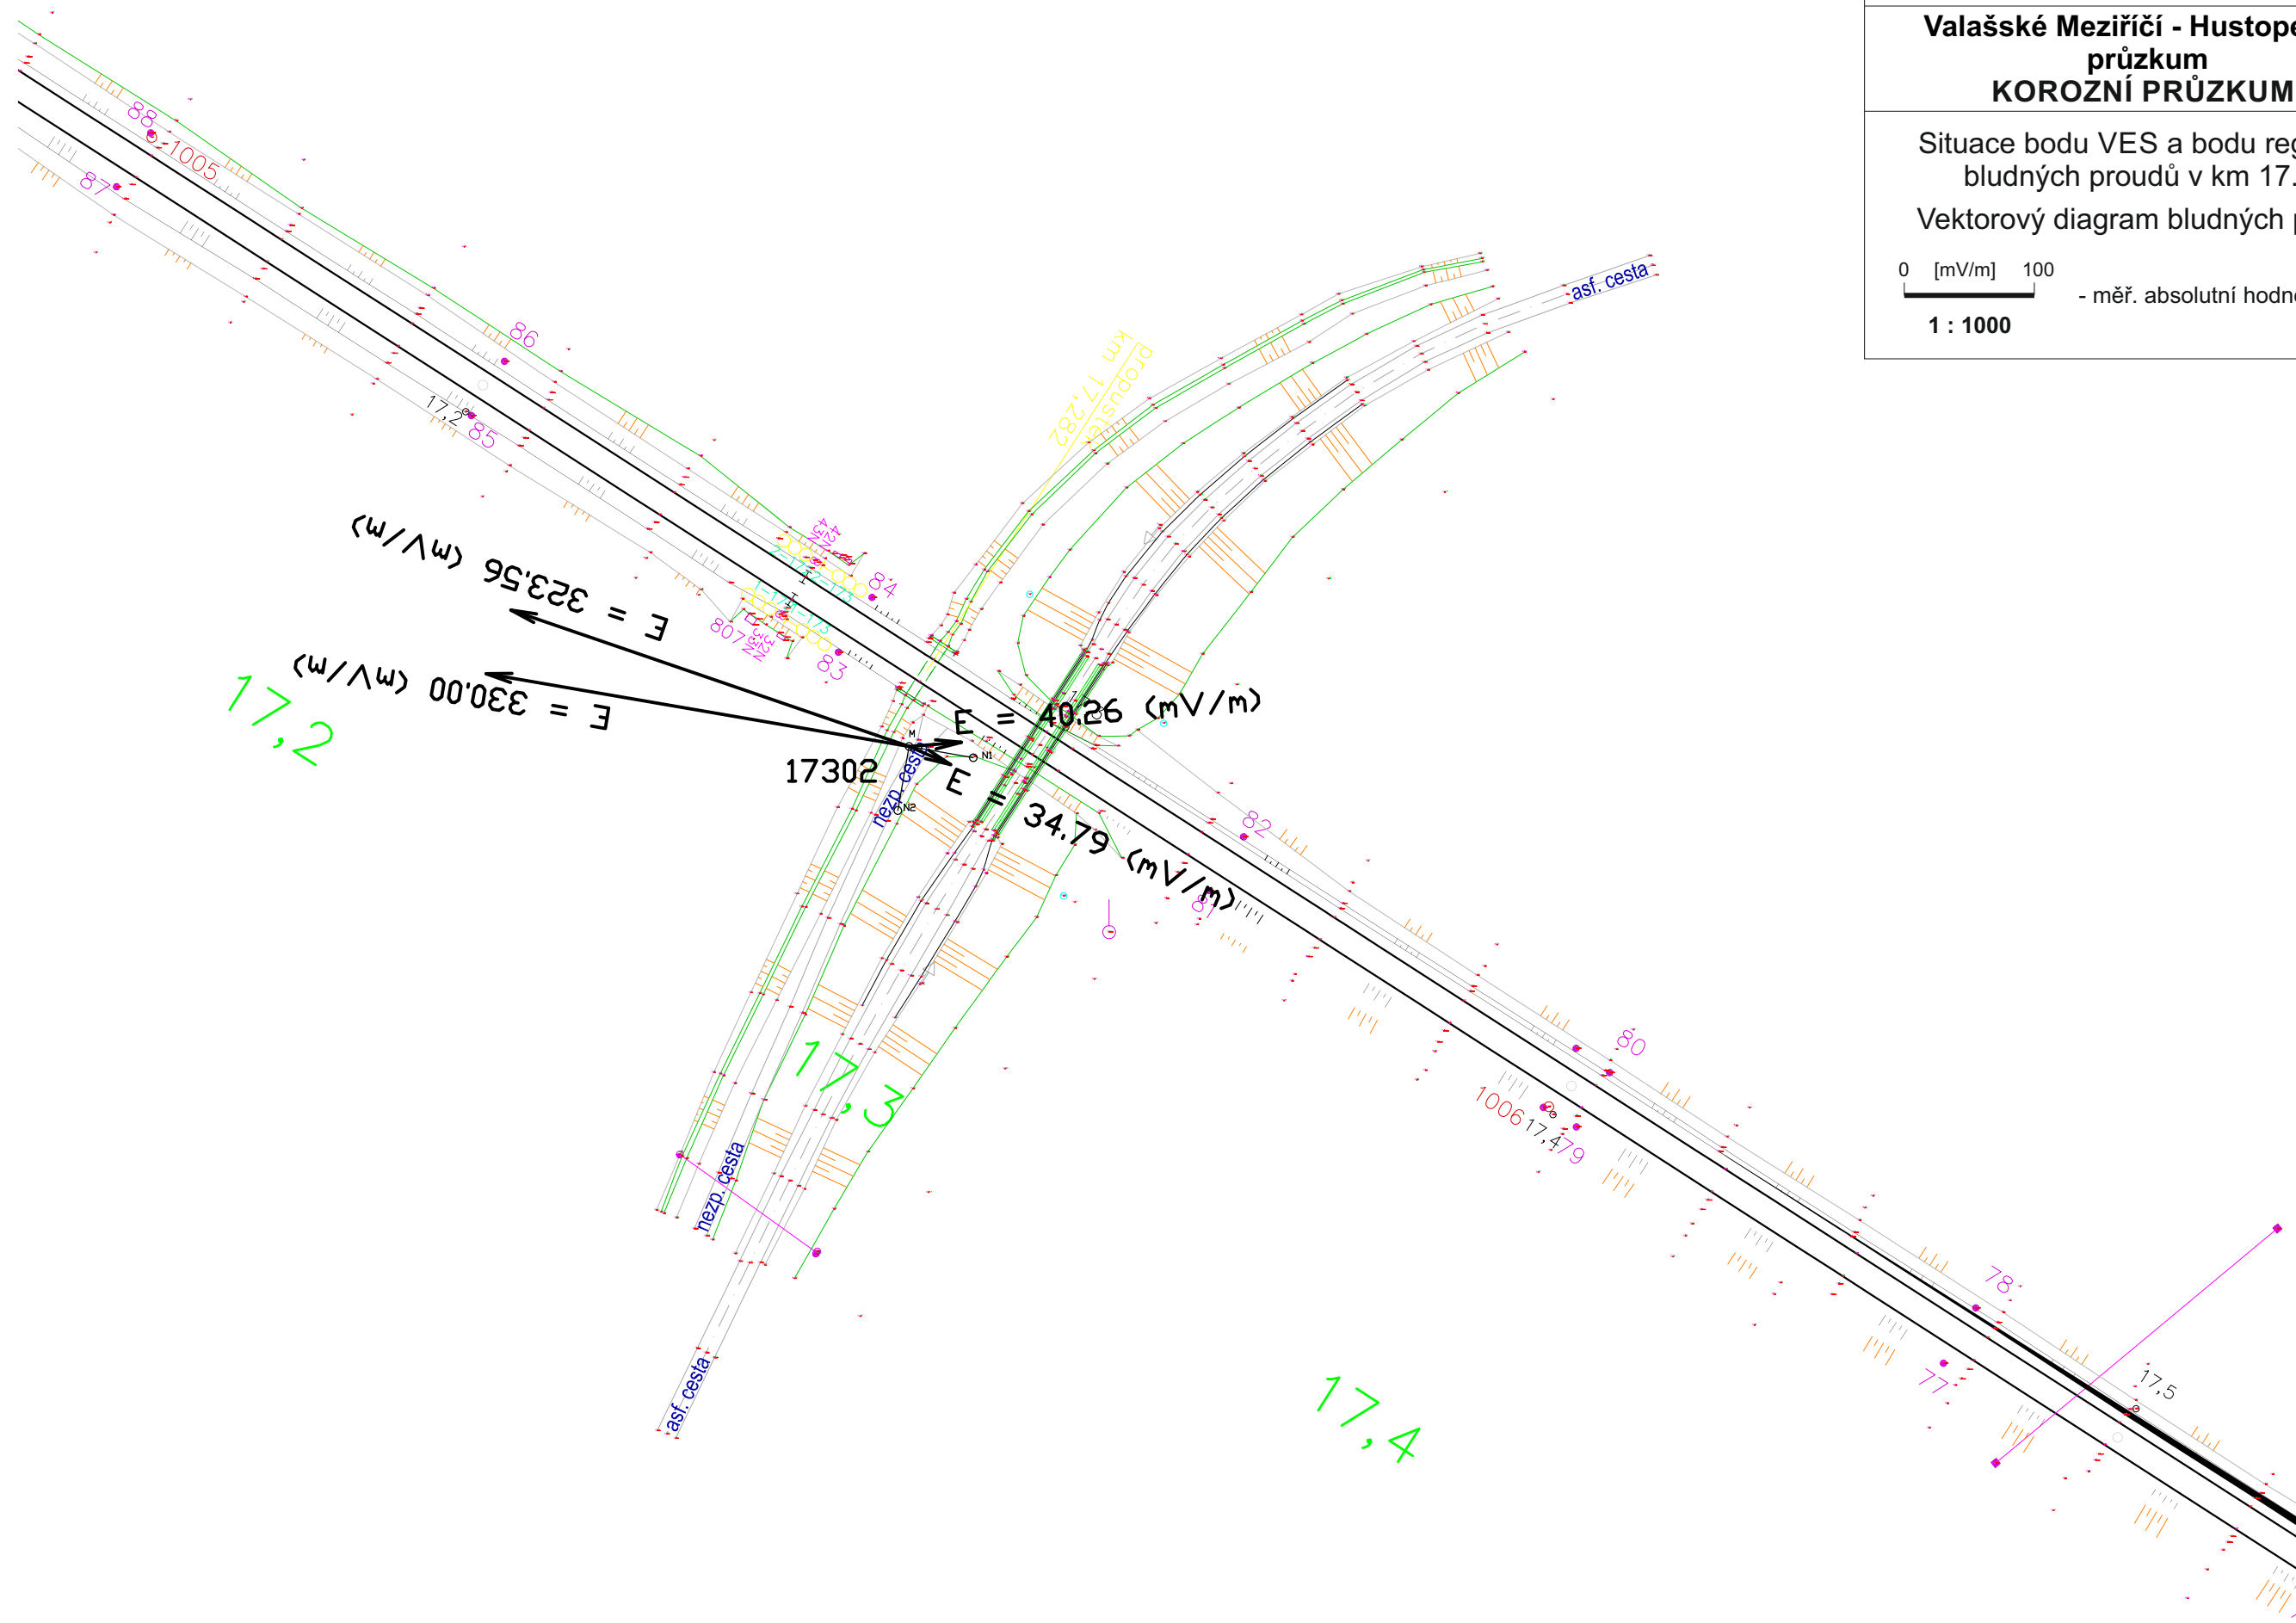 Valašské Meziříčí - Hustope
průzkum
KOROZNÍ PRŮZKUM
Situace bodu VES a bodu reg
bludných proudů v km 17.
Vektorový diagram bludných p
0 [mV/m] 100
- měř. absolutní hodno
1 : 1000
88
1005
87
86
17,2
85
propustek
km 17,282
asf. cesta
84
807
83
E = 323.56 (mV/m)
E = 330.00 (mV/m)
17,2
E = 40.26 (mV/m)
M
N1
17302
nezp. cesta
N2
E = 34.79 (mV/m)
82
81
17,3
80
1006
17,4
79
nezp. cesta
78
77
17,5
asf. cesta
17,4